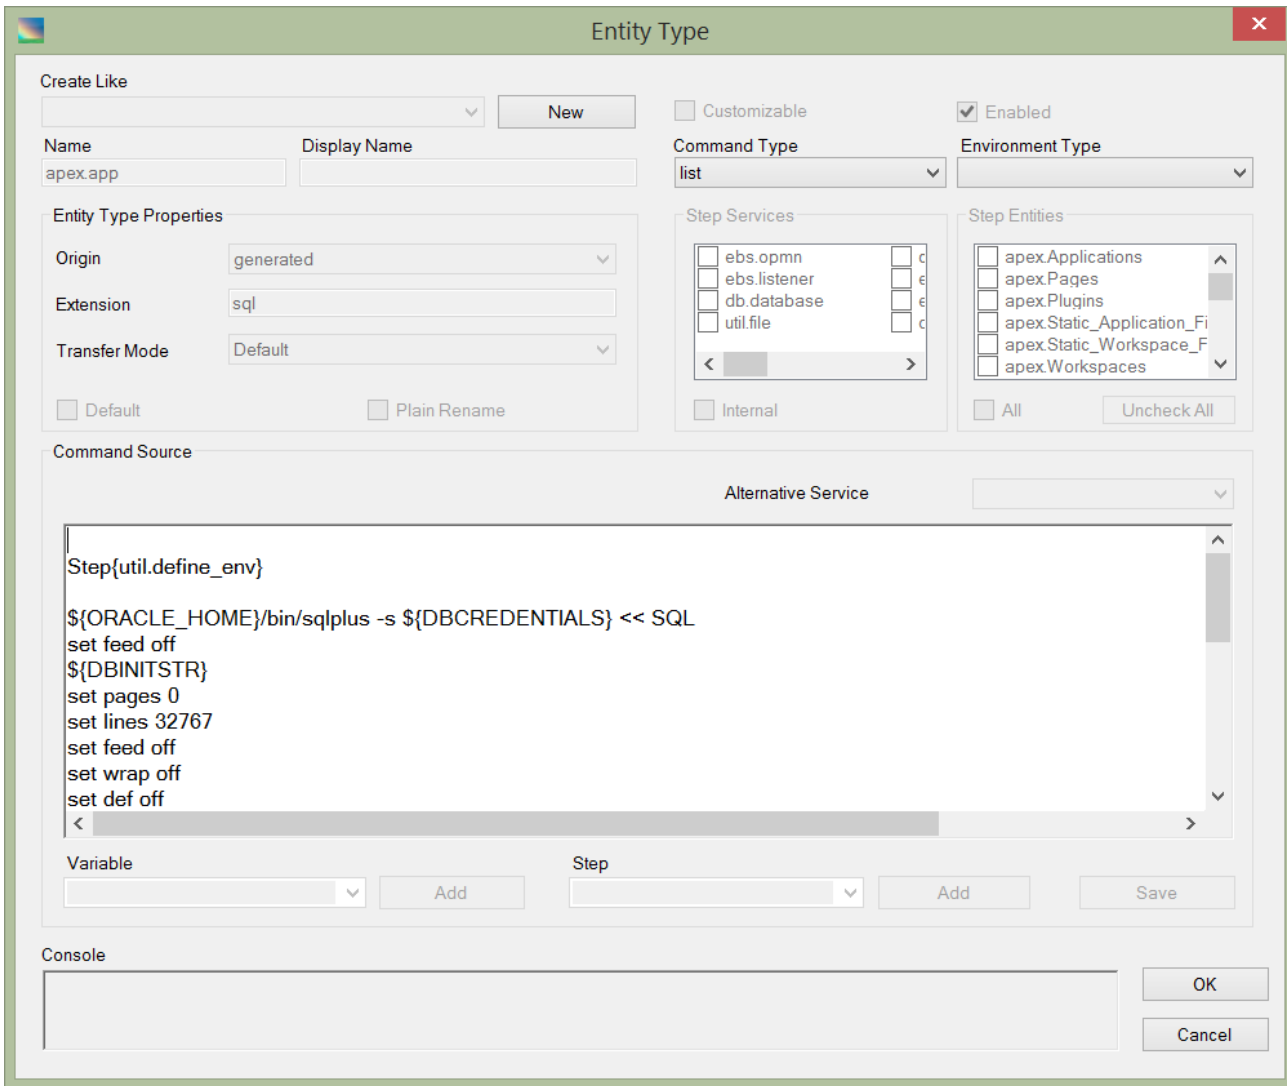 Entity Type
Create Like
New
Customizable
Enabled
Name
Display Name
Command Type
Environment Type
apex.app
list
Entity Type Properties
Step Services
Step Entities
Origin
generated
Extension
sql
Transfer Mode
Default
ebs.opmn
ebs.listener
db.database
util.file
apex.Applications
apex.Pages
apex.Plugins
apex.Static_Application_Fi
apex.Static_Workspace_F
apex.Workspaces
Default
Plain Rename
Internal
All
Uncheck All
Command Source
Alternative Service
Step{util.define_env}
${ORACLE_HOME}/bin/sqlplus -s ${DBCREDENTIALS} << SQL
set feed off
${DBINITSTR}
set pages 0
set lines 32767
set feed off
set wrap off
set def off
Variable
Step
Add
Add
Save
Console
OK
Cancel